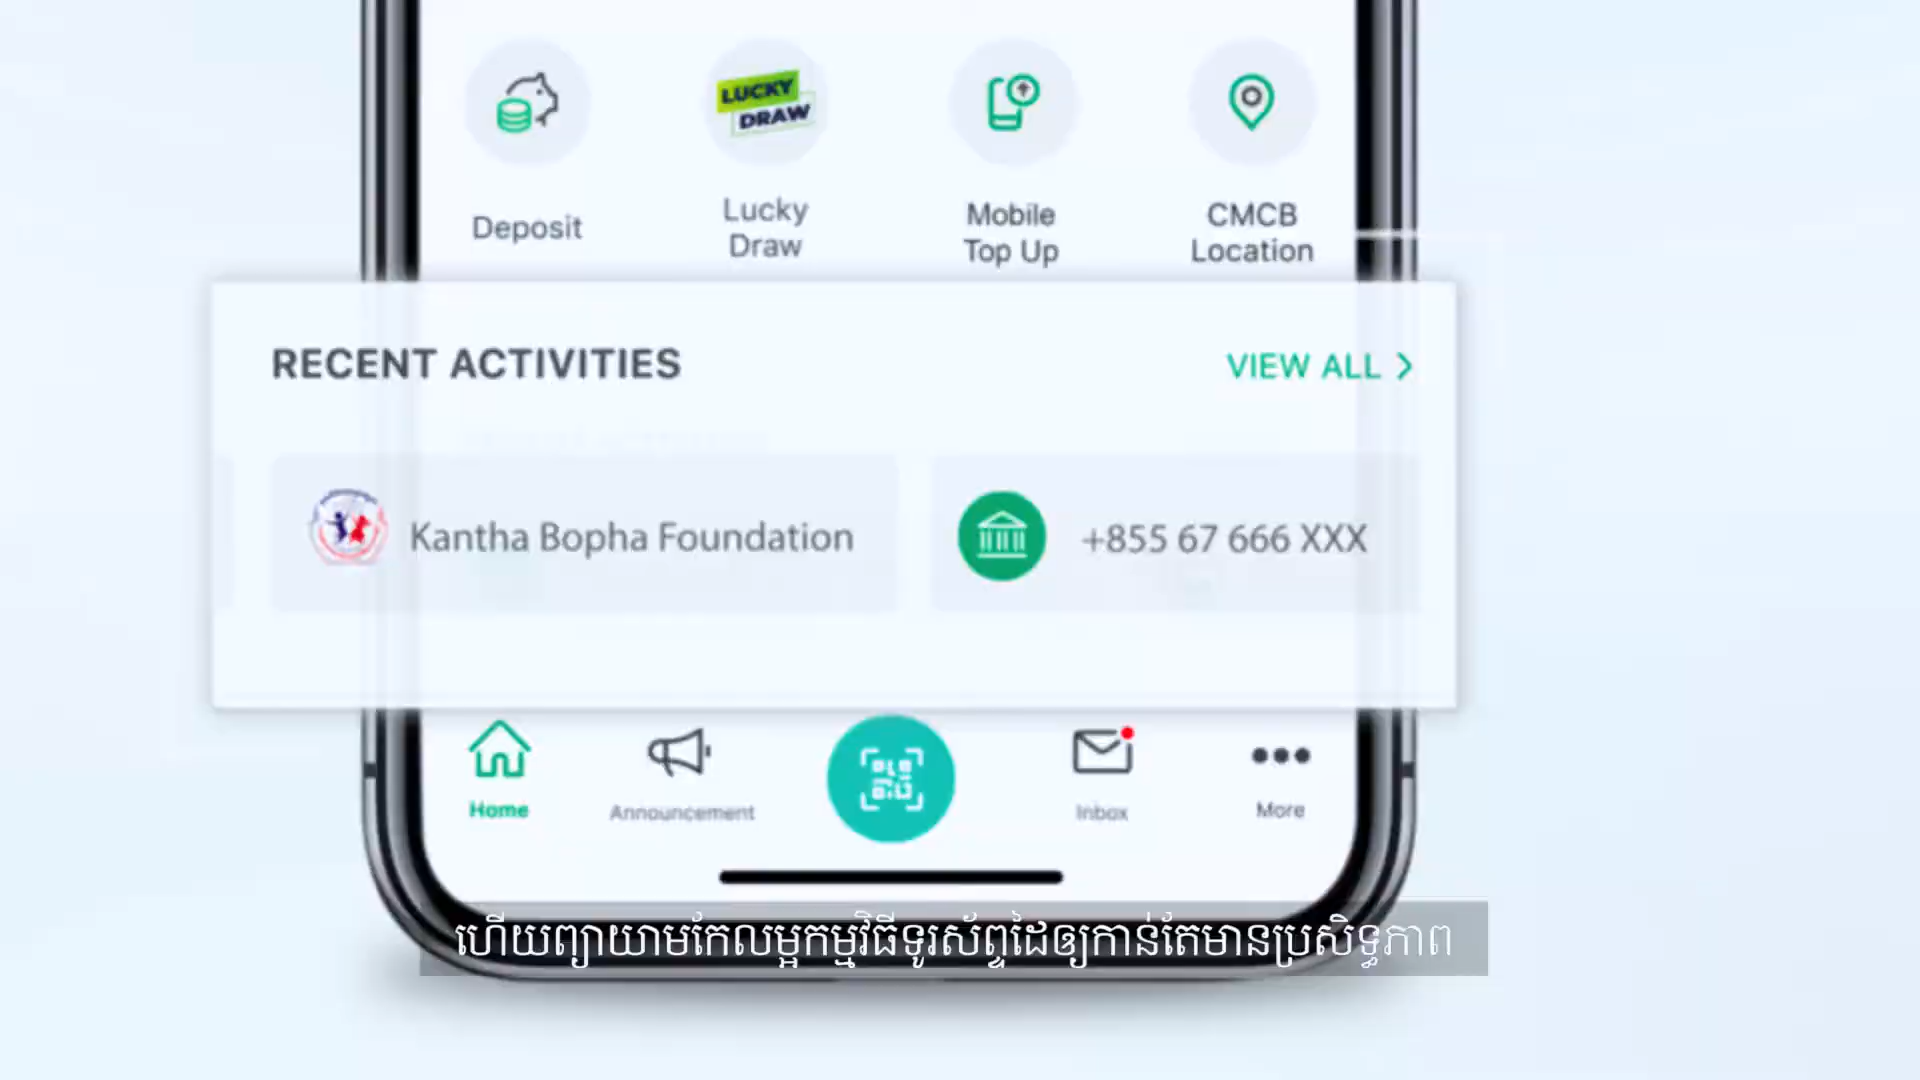 LUCKY
DRAW
Deposit
Lucky
Draw
Mobile
Top Up
CMCB
Location
RECENT ACTIVITIES
VIEW ALL
Kantha Bopha Foundation
+855 67 666 XXX
Home
Announcement
Inbox
More
ហើយព្យាយាមកែលម្អកម្មវិធីទូរស័ព្ទដៃឲ្យកាន់តែមានប្រសិទ្ធភាព